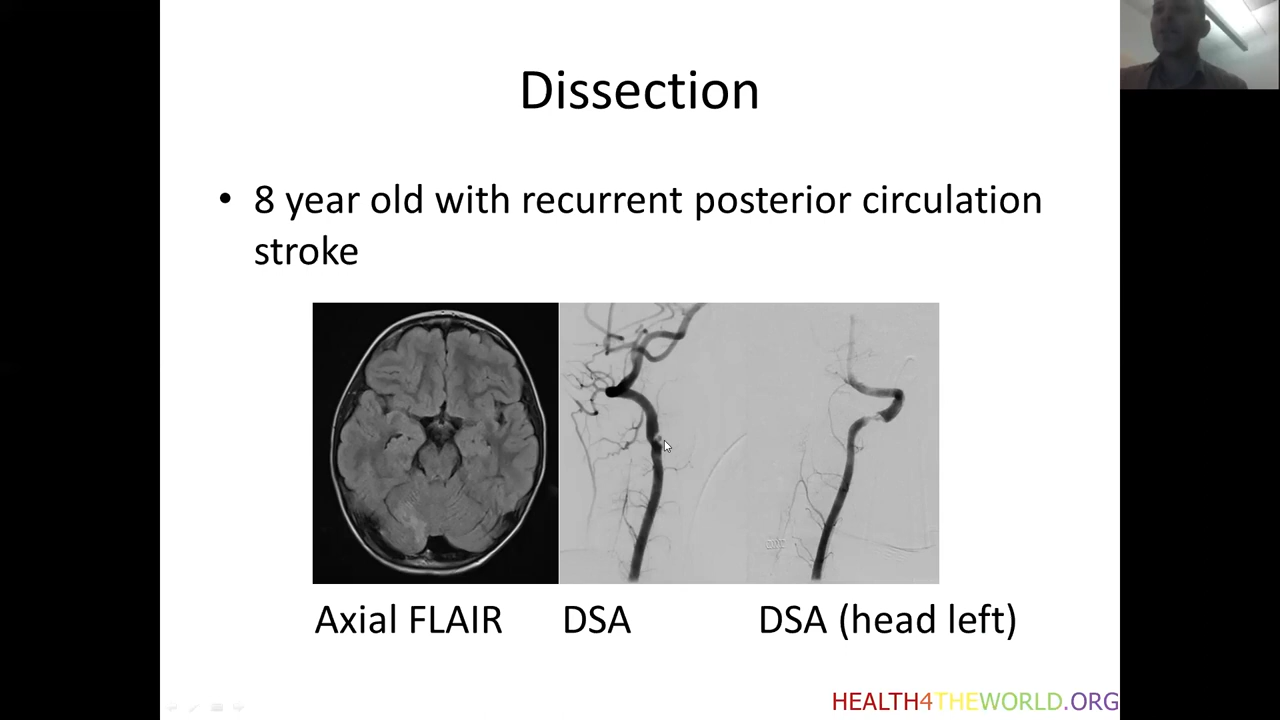 Dissection
• 8 year old with recurrent posterior circulation
stroke
Axial FLAIR DSA DSA (head left)
HEALTH4THEWORLD.ORG